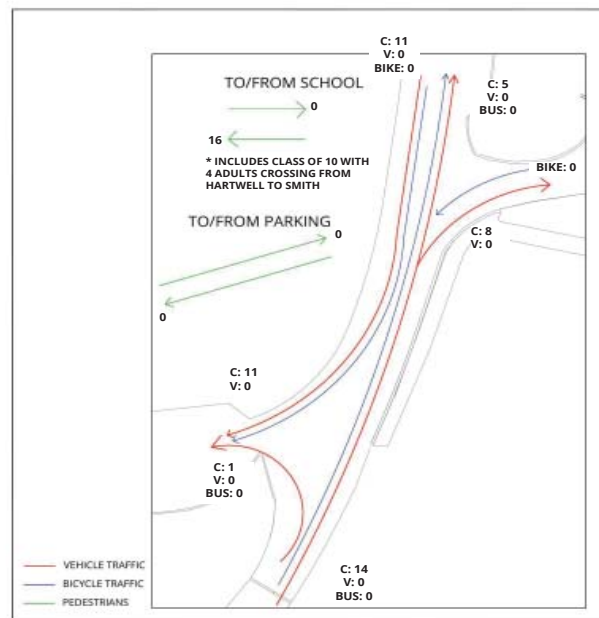 C: 11
V: 0
BIKE: 0
TO/FROM SCHOOL
0
16
* INCLUDES CLASS OF 10 WITH
4 ADULTS CROSSING FROM
HARTWELL TO SMITH
C: 5
V: 0
BUS: 0
BIKE: 0
TO/FROM PARKING
0
0
C: 8
V: 0
C: 11
V: 0
C: 1
V: 0
BUS: 0
C: 14
V: 0
BUS: 0
VEHICLE TRAFFIC
BICYCLE TRAFFIC
PEDESTRIANS